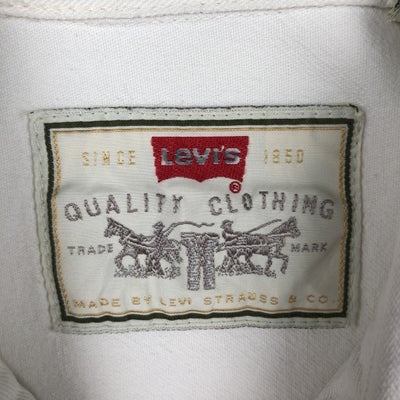 SINCE Levi's 1850
®
QUALITY CLOTHING
TRADE MARK
MADE BY LEVI STRAUSS & CO